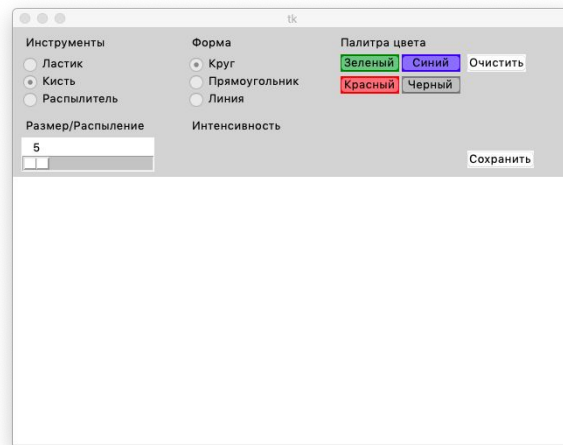 tk
Инструменты
Ластик
Кисть
Распылитель
Форма
Круг
Прямоугольник
Линия
Палитра цвета
Зеленый Синий Очистить
Красный Черный
Размер/Распыление
5
Интенсивность
Сохранить